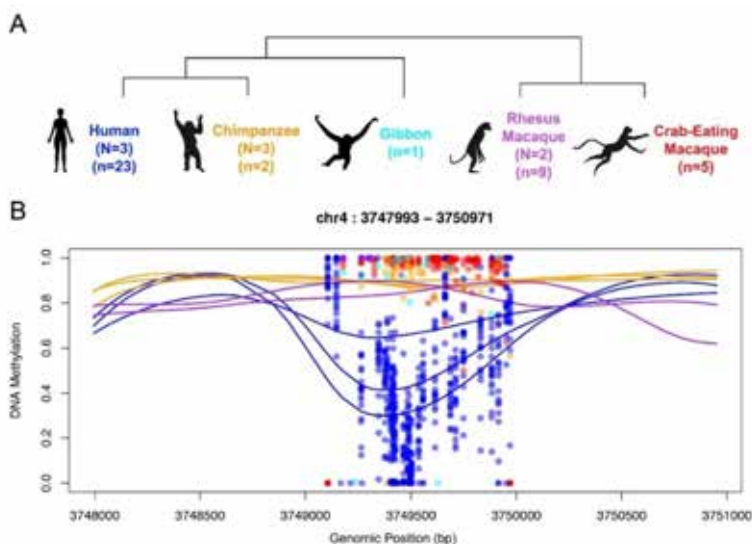 A
Human
(N=3)
(n=23)
Chimpanzee
(N=3)
(n=2)
Gibbon
(n=1)
Rhesus
Macaque
(N=2)
(n=9)
Crab-Eating
Macaque
(n=5)
B
chr4 : 3747993 – 3750971
DNA Methylation
1.0
0.8
0.6
0.4
0.2
0.0
3748000 3748500 3749000 3749500 3750000 3750500 3751000
Genomic Position (bp)